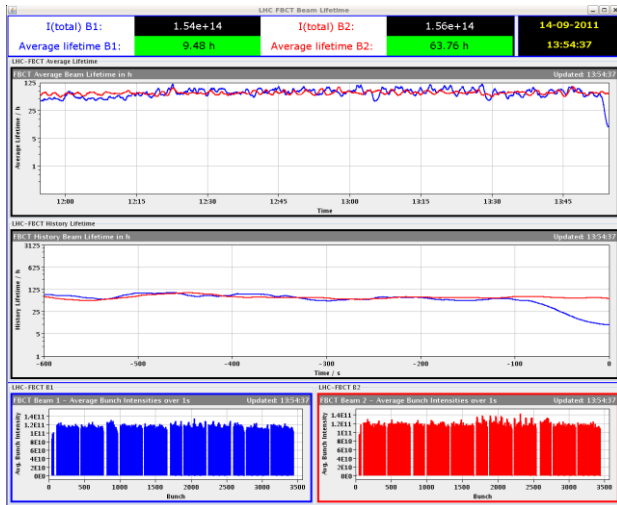 LHC FBCT Beam Lifetime
I(total) B1: 1.54e+14 I(total) B2: 1.56e+14 14-09-2011
Average lifetime B1: 9.48 h Average lifetime B2: 63.76 h 13:54:37
LHC-FBCT Average Lifetime
FBCT Average Beam Lifetime in h Updated: 13:54:37
125
25
5
1
Average Lifetime / h
12:00 12:15 12:30 12:45 13:00 13:15 13:30 13:45
Time
LHC-FBCT History Lifetime
FBCT History Beam Lifetime in h Updated: 13:54:37
3125
625
125
25
5
1
History Lifetime / h
-600 -500 -400 -300 -200 -100 0
Time / s
LHC-FBCT B1 LHC-FBCT B2
FBCT Beam 1 - Average Bunch Intensities over 1s Updated: 13:54:37
1.4E11
1.2E11
1E11
8E10
6E10
4E10
2E10
0E0
Avg. Bunch Intensity
0 500 1000 1500 2000 2500 3000 3500
Bunch
FBCT Beam 2 - Average Bunch Intensities over 1s Updated: 13:54:37
1.4E11
1.2E11
1E11
8E10
6E10
4E10
2E10
0E0
Avg. Bunch Intensity
0 500 1000 1500 2000 2500 3000 3500
Bunch